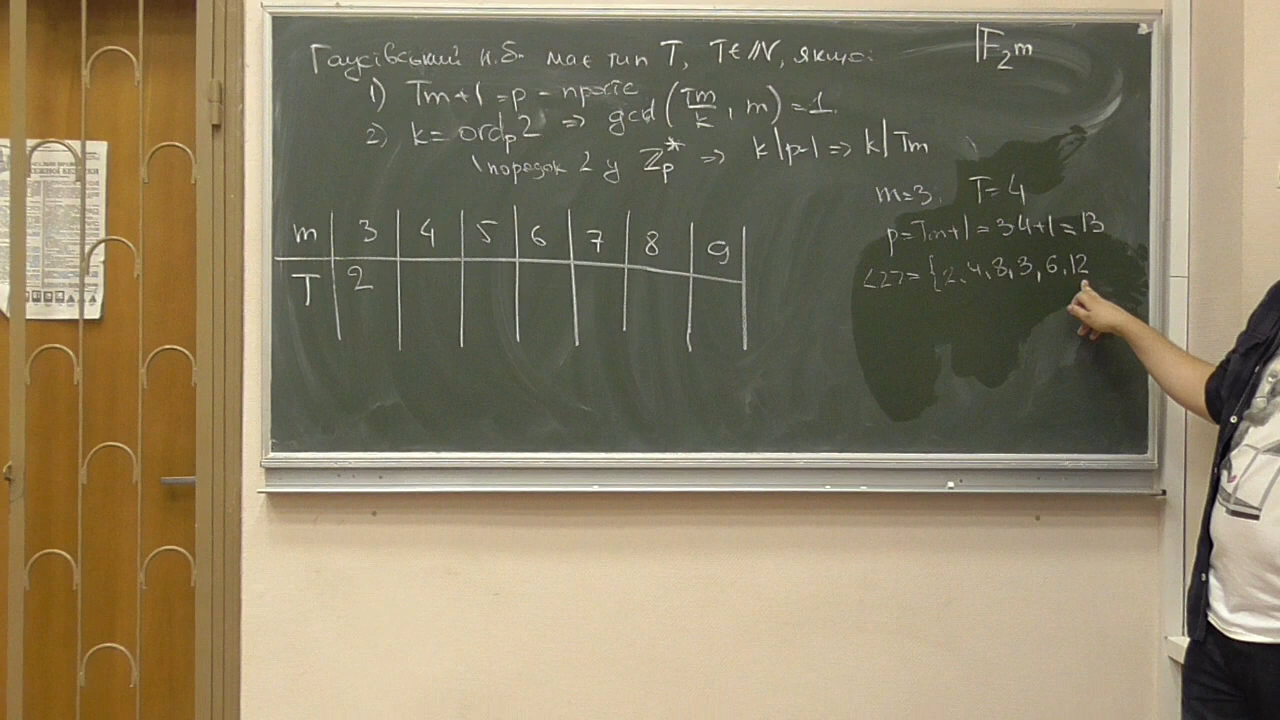 Гаусівський н.б. має тип T, T∈ℕ, якщо:
𝔽₂m
1) Tm+1=p - просте
2) k=ord_p 2 ⇒ gcd(Tm/k, m)=1.
порядок 2 у ℤ_p* ⇒ k|p-1 ⇒ k|Tm
m=3, T=4
p=Tm+1=3·4+1=13
<2>={2,4,8,3,6,12
m 3 4 5 6 7 8 9
T 2